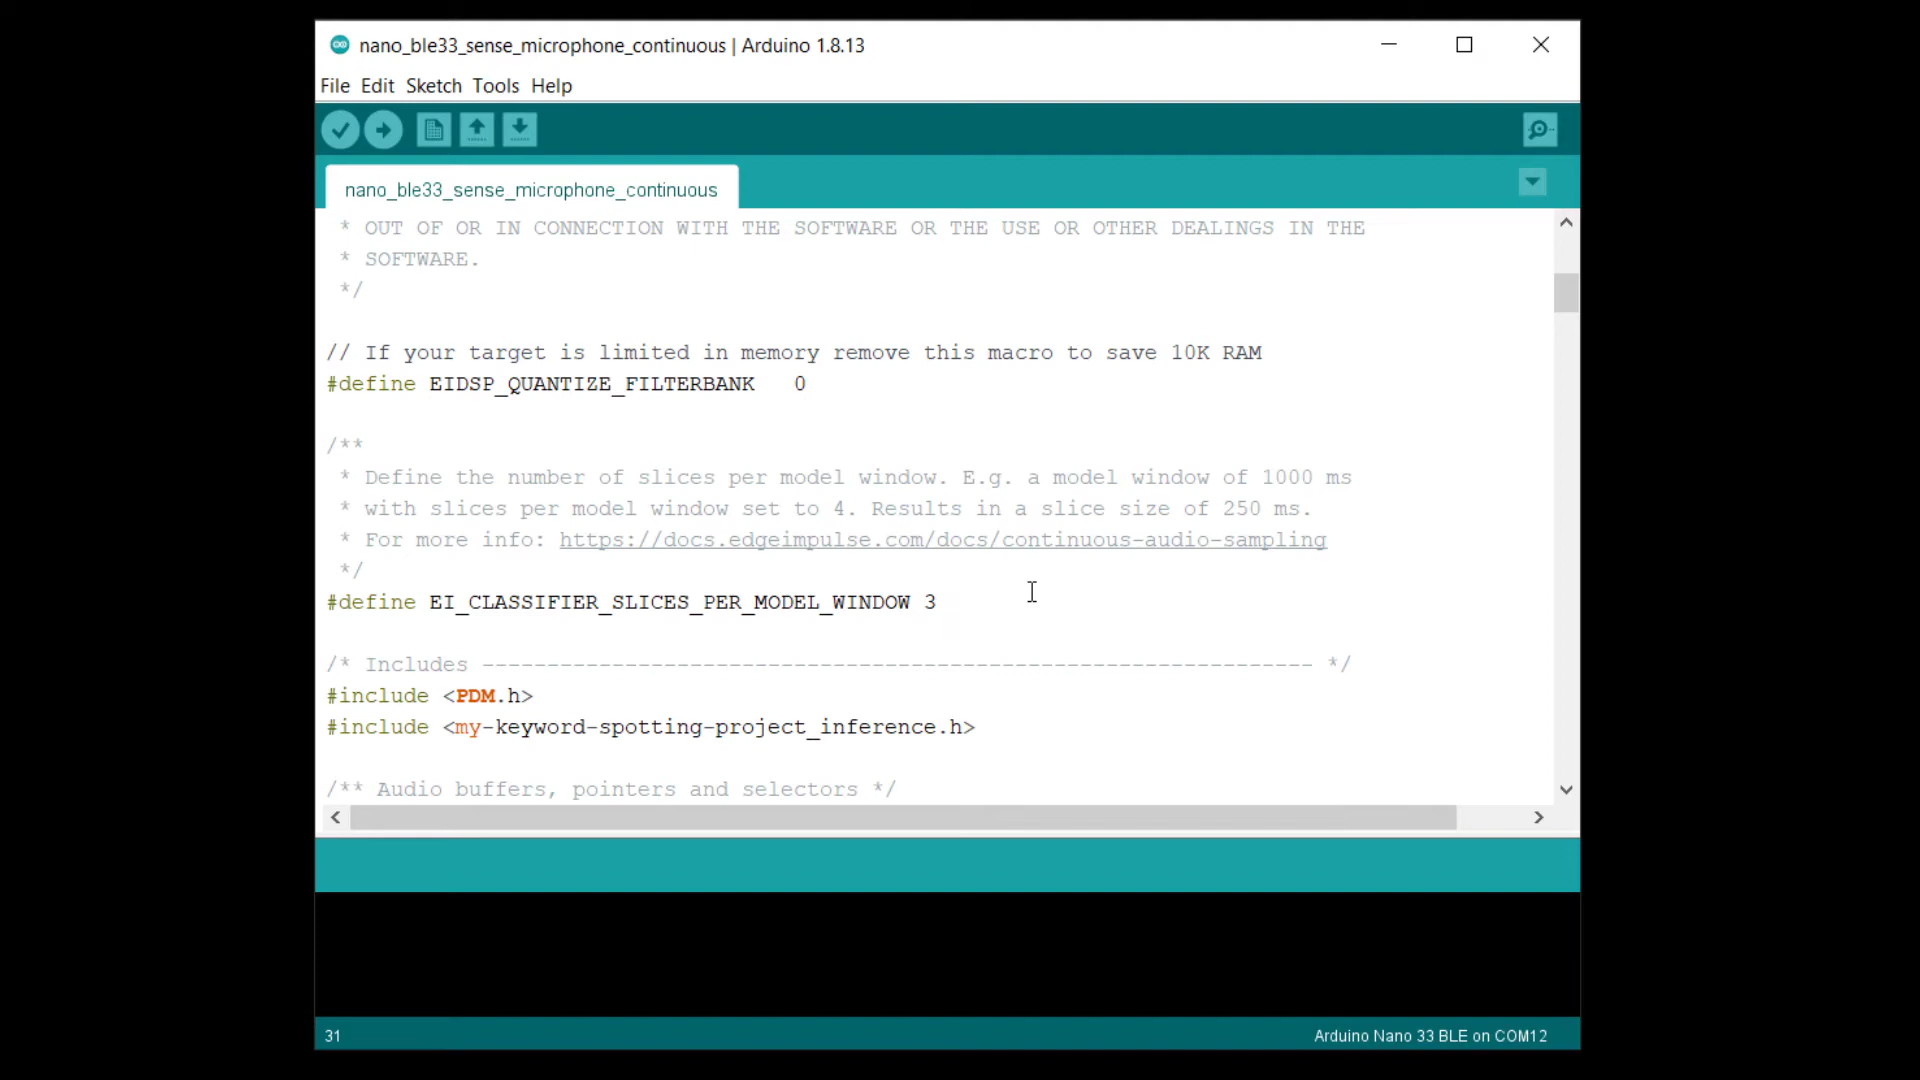 nano_ble33_sense_microphone_continuous | Arduino 1.8.13
File Edit Sketch Tools Help
nano_ble33_sense_microphone_continuous
* OUT OF OR IN CONNECTION WITH THE SOFTWARE OR THE USE OR OTHER DEALINGS IN THE
* SOFTWARE.
*/
// If your target is limited in memory remove this macro to save 10K RAM
#define EIDSP_QUANTIZE_FILTERBANK   0
/**
* Define the number of slices per model window. E.g. a model window of 1000 ms
* with slices per model window set to 4. Results in a slice size of 250 ms.
* For more info: https://docs.edgeimpulse.com/docs/continuous-audio-sampling
*/
#define EI_CLASSIFIER_SLICES_PER_MODEL_WINDOW 3
/* Includes ---------------------------------------------------------------- */
#include <PDM.h>
#include <my-keyword-spotting-project_inference.h>
/** Audio buffers, pointers and selectors */
31
Arduino Nano 33 BLE on COM12